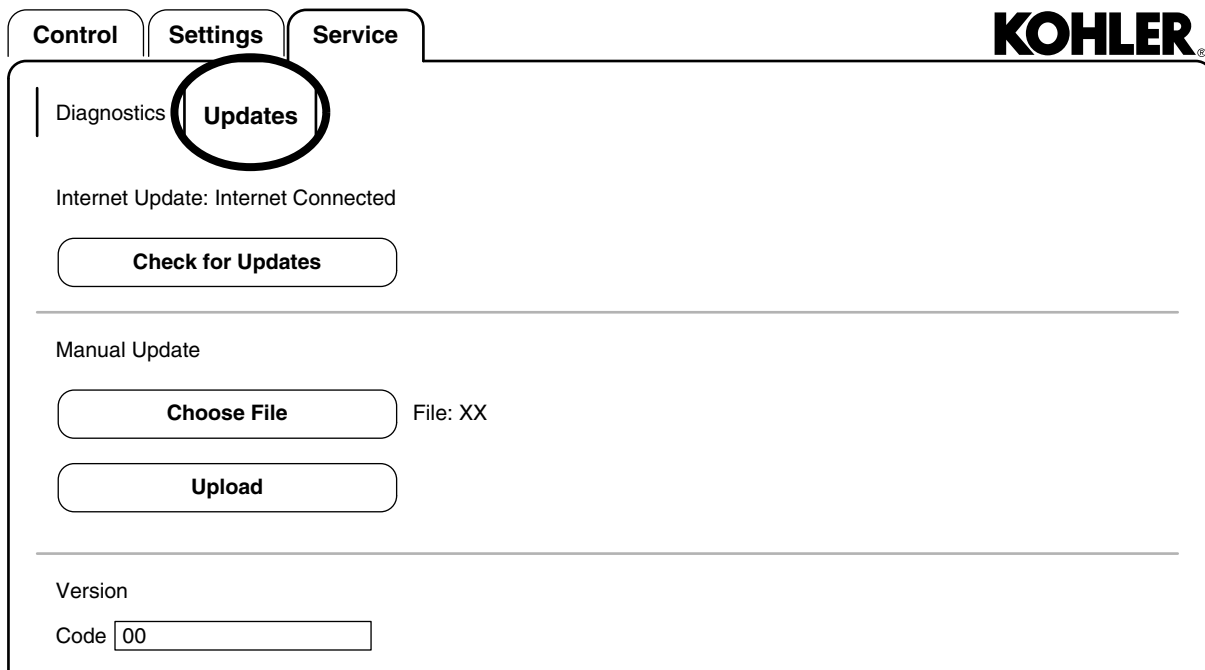 Control Settings Service KOHLER®
Diagnostics Updates
Internet Update: Internet Connected
Check for Updates
Manual Update
Choose File File: XX
Upload
Version
Code 00